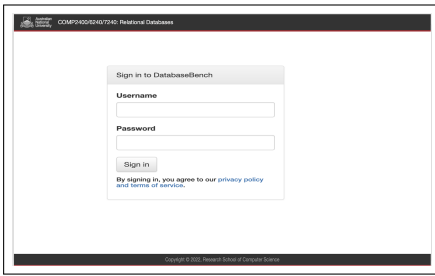 Australian
National
University
COMP2400/6240/7240: Relational Databases
Sign in to DatabaseBench
Username
Password
Sign in
By signing in, you agree to our privacy policy
and terms of service.
Copyright © 2022, Research School of Computer Science